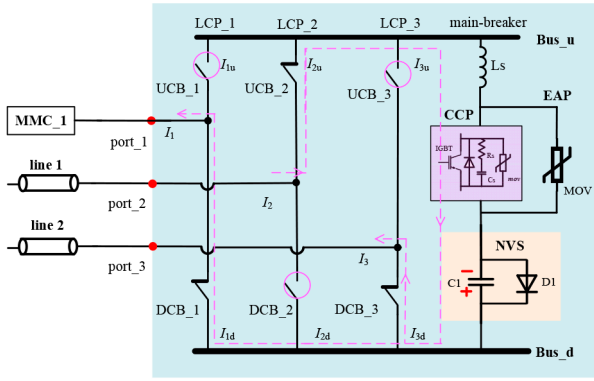 LCP_1 LCP_2 LCP_3 main-breaker
Bus_u
I1u I2u I3u Ls
UCB_1 UCB_2 UCB_3
CCP EAP
MMC_1
port_1 I1
IGBT Rs Cs mov
MOV
line 1
port_2 I2
line 2
port_3 I3
NVS
C1 D1
DCB_1 DCB_2 DCB_3
I1d I2d I3d
Bus_d